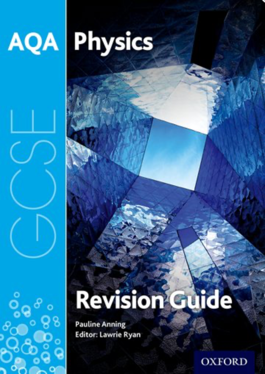 AQA Physics
GCSE
Revision Guide
Pauline Anning
Editor: Lawrie Ryan
OXFORD